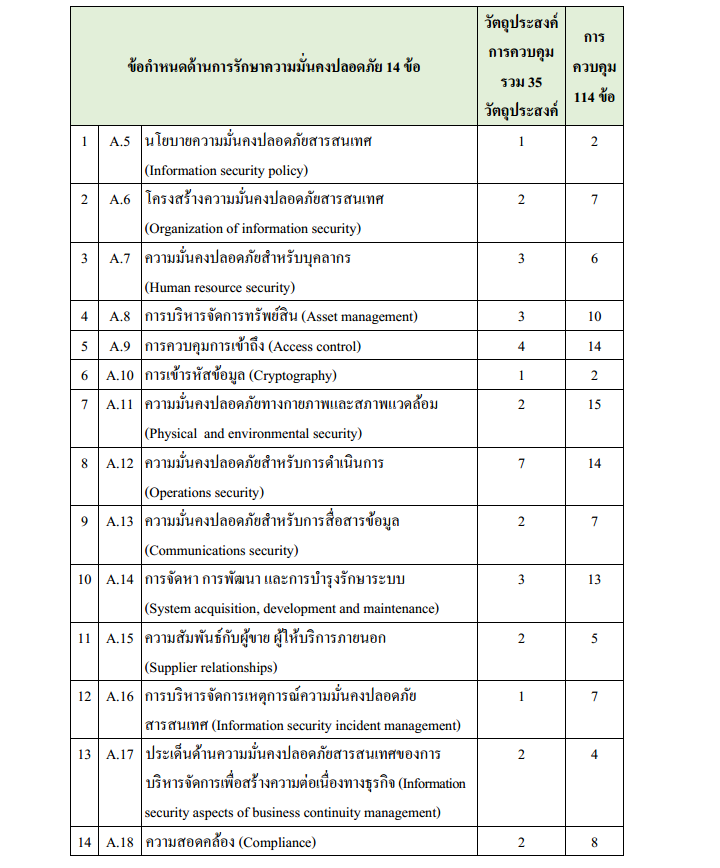 ข้อกำหนดด้านการรักษาความมั่นคงปลอดภัย 14 ข้อ
วัตถุประสงค์
การควบคุม
รวม 35
วัตถุประสงค์
การ
ควบคุม
114 ข้อ
1 A.5 นโยบายความมั่นคงปลอดภัยสารสนเทศ 1 2
(Information security policy)
2 A.6 โครงสร้างความมั่นคงปลอดภัยสารสนเทศ 2 7
(Organization of information security)
3 A.7 ความมั่นคงปลอดภัยสำหรับบุคลากร 3 6
(Human resource security)
4 A.8 การบริหารจัดการทรัพย์สิน (Asset management) 3 10
5 A.9 การควบคุมการเข้าถึง (Access control) 4 14
6 A.10 การเข้ารหัสข้อมูล (Cryptography) 1 2
7 A.11 ความมั่นคงปลอดภัยทางกายภาพและสภาพแวดล้อม 2 15
(Physical and environmental security)
8 A.12 ความมั่นคงปลอดภัยสำหรับการดำเนินการ 7 14
(Operations security)
9 A.13 ความมั่นคงปลอดภัยสำหรับการสื่อสารข้อมูล 2 7
(Communications security)
10 A.14 การจัดหา การพัฒนา และการบำรุงรักษาระบบ 3 13
(System acquisition, development and maintenance)
11 A.15 ความสัมพันธ์กับผู้ขาย ผู้ให้บริการภายนอก 2 5
(Supplier relationships)
12 A.16 การบริหารจัดการเหตุการณ์ความมั่นคงปลอดภัย 1 7
สารสนเทศ (Information security incident management)
13 A.17 ประเด็นด้านความมั่นคงปลอดภัยสารสนเทศของการ 2 4
บริหารจัดการเพื่อสร้างความต่อเนื่องทางธุรกิจ (Information
security aspects of business continuity management)
14 A.18 ความสอดคล้อง (Compliance) 2 8